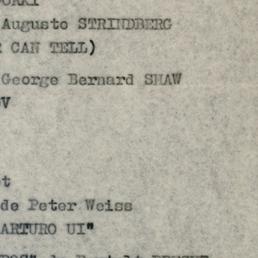 Augusto STRINDBERG
CAN TELL)
George Bernard SHAW
de Peter Weiss
ARTURO UI"